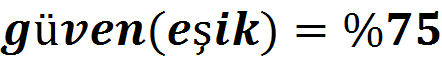 güven(eşik) = %75